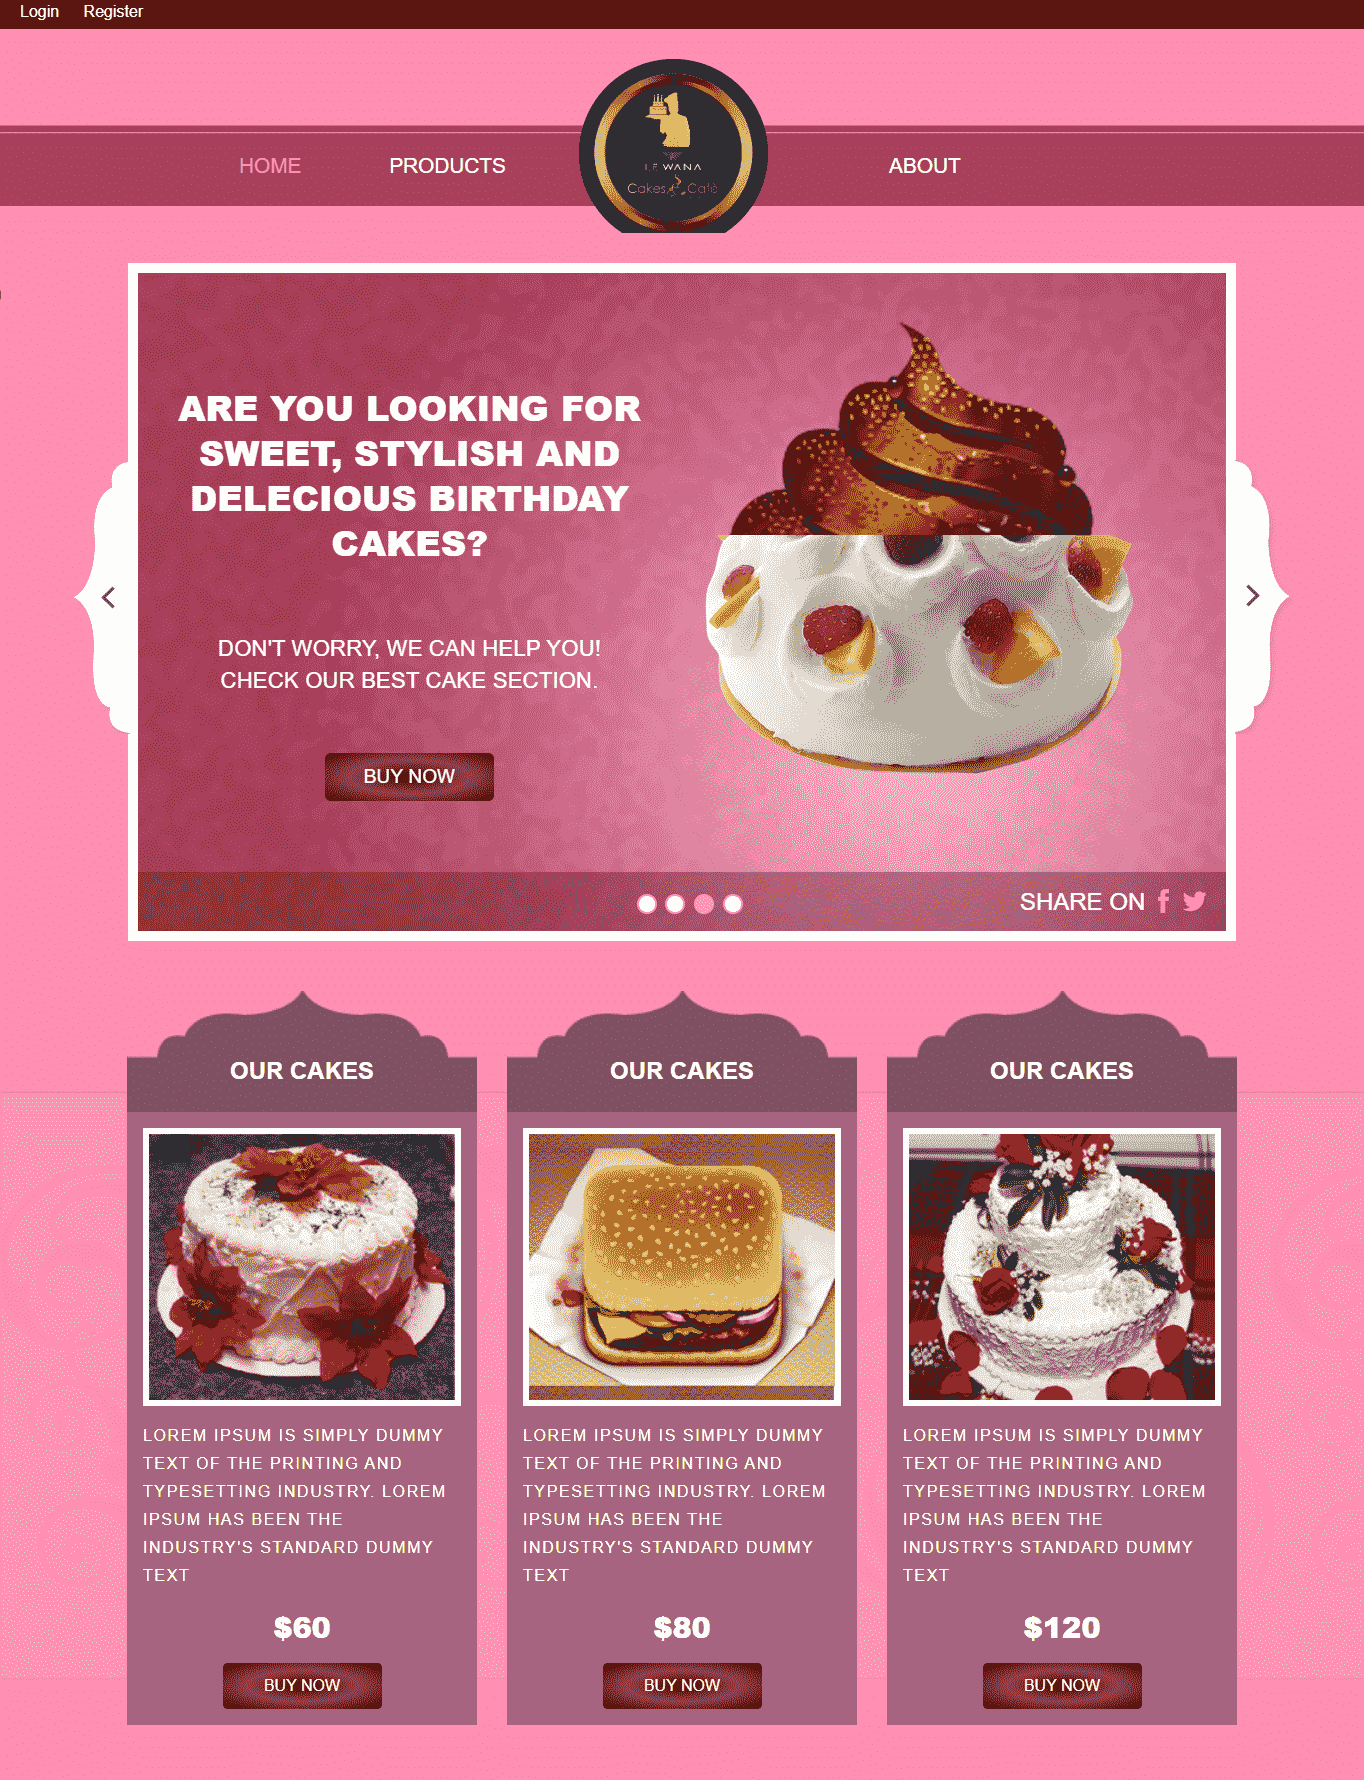 Login Register
HOME PRODUCTS ABOUT
LE WANA
Cakes Café
ARE YOU LOOKING FOR
SWEET, STYLISH AND
DELECIOUS BIRTHDAY
CAKES?
DON'T WORRY, WE CAN HELP YOU!
CHECK OUR BEST CAKE SECTION.
BUY NOW
SHARE ON
OUR CAKES
LOREM IPSUM IS SIMPLY DUMMY
TEXT OF THE PRINTING AND
TYPESETTING INDUSTRY. LOREM
IPSUM HAS BEEN THE
INDUSTRY'S STANDARD DUMMY
TEXT
$60
BUY NOW
OUR CAKES
LOREM IPSUM IS SIMPLY DUMMY
TEXT OF THE PRINTING AND
TYPESETTING INDUSTRY. LOREM
IPSUM HAS BEEN THE
INDUSTRY'S STANDARD DUMMY
TEXT
$80
BUY NOW
OUR CAKES
LOREM IPSUM IS SIMPLY DUMMY
TEXT OF THE PRINTING AND
TYPESETTING INDUSTRY. LOREM
IPSUM HAS BEEN THE
INDUSTRY'S STANDARD DUMMY
TEXT
$120
BUY NOW